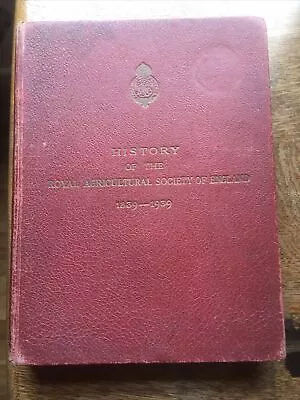 HISTORY
OF THE
ROYAL AGRICULTURAL SOCIETY OF ENGLAND
1839—1939